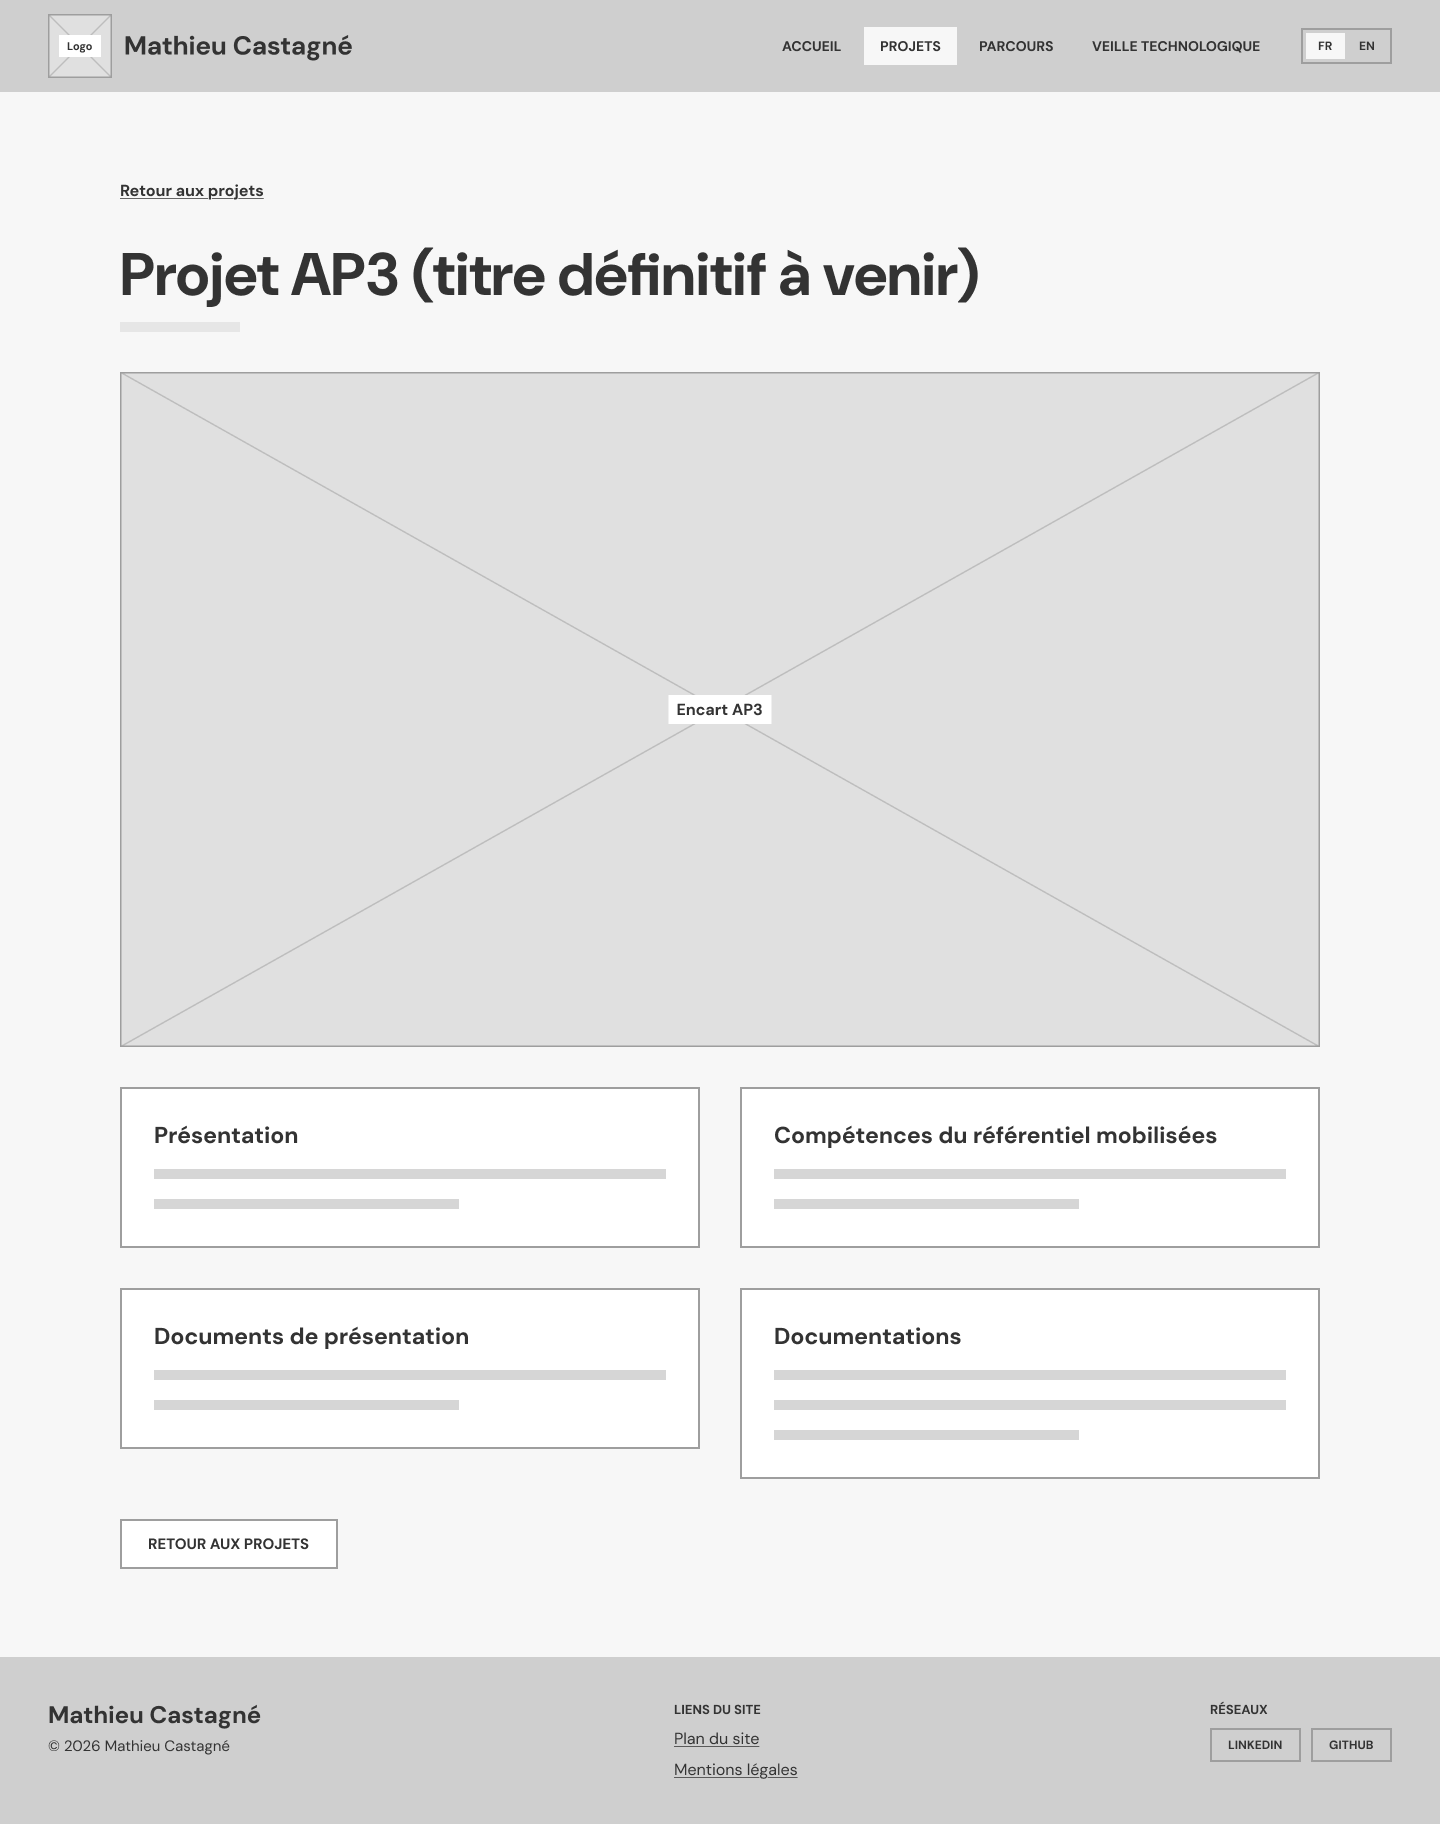 Logo
Mathieu Castagné
ACCUEIL
PROJETS
PARCOURS
VEILLE TECHNOLOGIQUE
FR
EN
Retour aux projets
Projet AP3 (titre définitif à venir)
Encart AP3
Présentation
Compétences du référentiel mobilisées
Documents de présentation
Documentations
RETOUR AUX PROJETS
Mathieu Castagné
© 2026 Mathieu Castagné
LIENS DU SITE
Plan du site
Mentions légales
RÉSEAUX
LINKEDIN
GITHUB